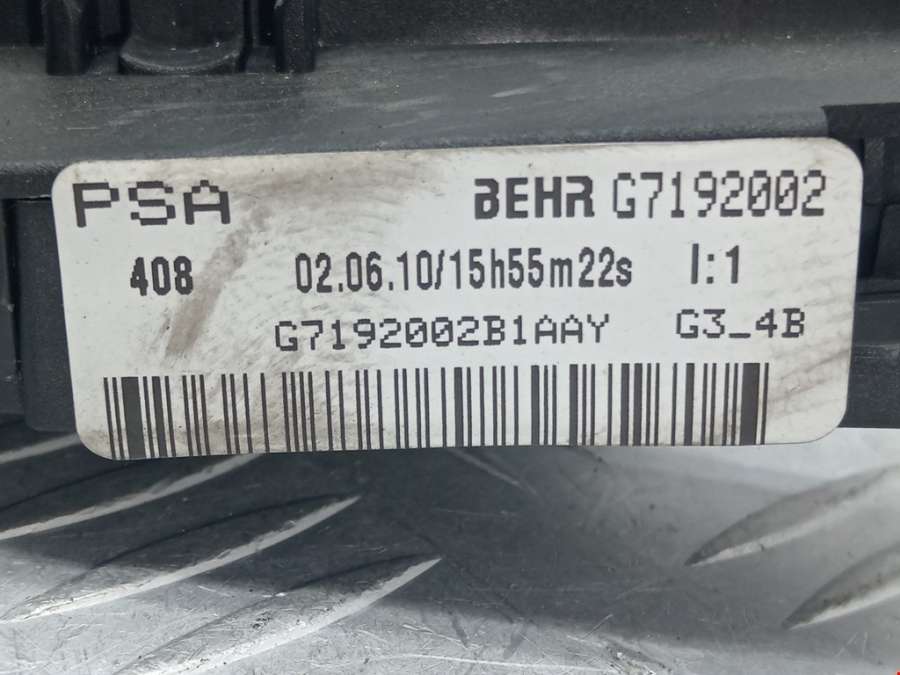 PSA BEHR G7192002
408 02.06.10/15h55m22s I:1
G7192002B1AAY G3_4B